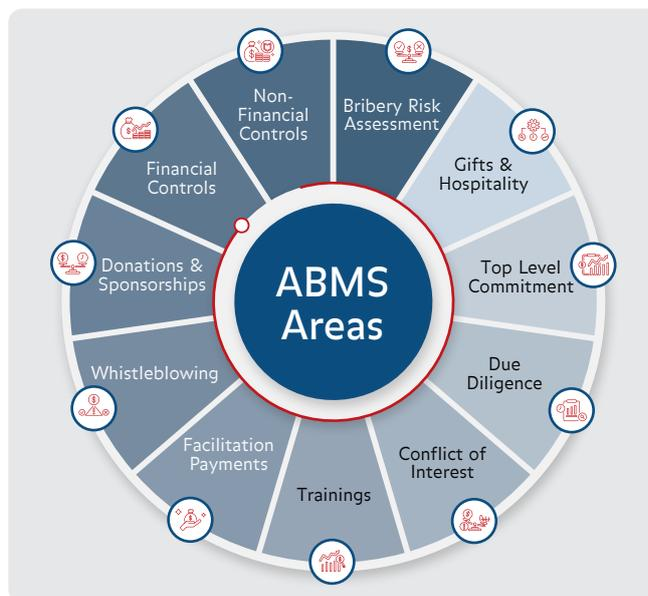 ABMS
Areas
Bribery Risk
Assessment
Gifts &
Hospitality
Top Level
Commitment
Due
Diligence
Conflict of
Interest
Trainings
Facilitation
Payments
Whistleblowing
Donations &
Sponsorships
Financial
Controls
Non-
Financial
Controls